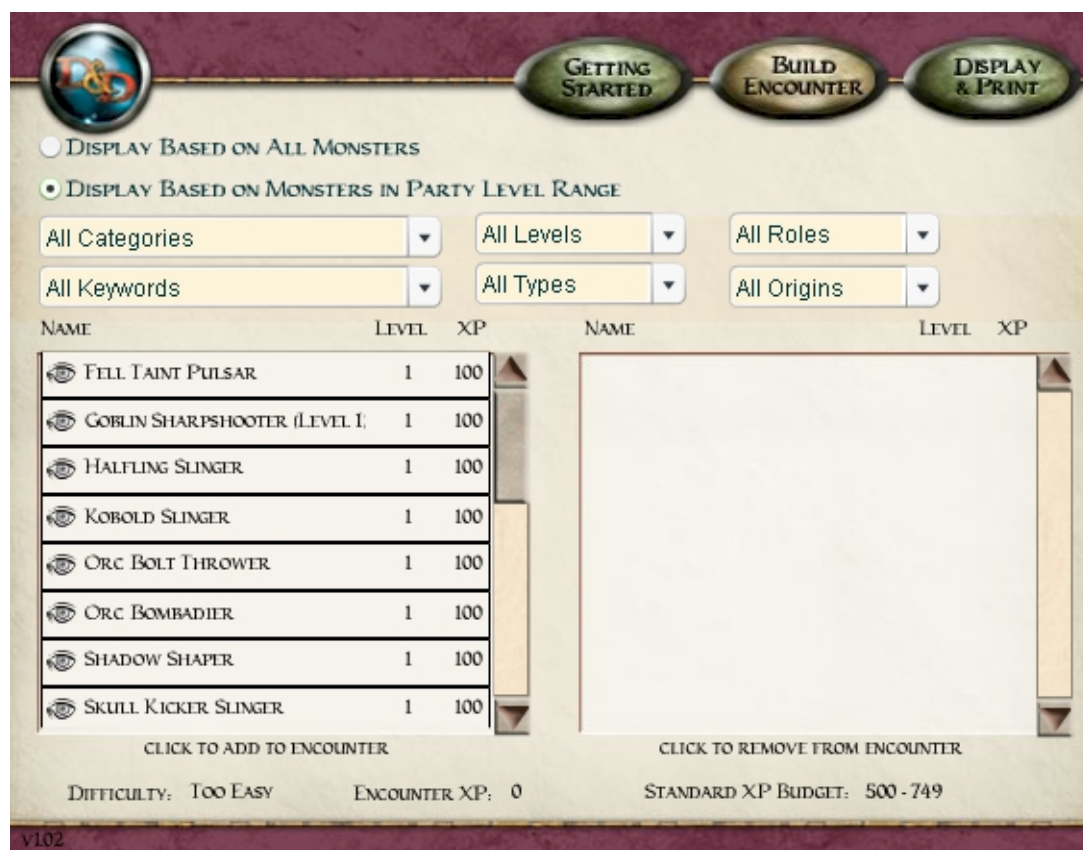 D&D
GETTING STARTED
BUILD ENCOUNTER
DISPLAY & PRINT
DISPLAY BASED ON ALL MONSTERS
DISPLAY BASED ON MONSTERS IN PARTY LEVEL RANGE
All Categories All Levels All Roles
All Keywords All Types All Origins
NAME LEVEL XP NAME LEVEL XP
FELL TAINT PULSAR 1 100
GOBLIN SHARPSHOOTER (LEVEL 1) 1 100
HALFLING SLINGER 1 100
KOBOLD SLINGER 1 100
ORC BOLT THROWER 1 100
ORC BOMBADIER 1 100
SHADOW SHAPER 1 100
SKULL KICKER SLINGER 1 100
CLICK TO ADD TO ENCOUNTER CLICK TO REMOVE FROM ENCOUNTER
DIFFICULTY: TOO EASY ENCOUNTER XP: 0 STANDARD XP BUDGET: 500 - 749
V1.02